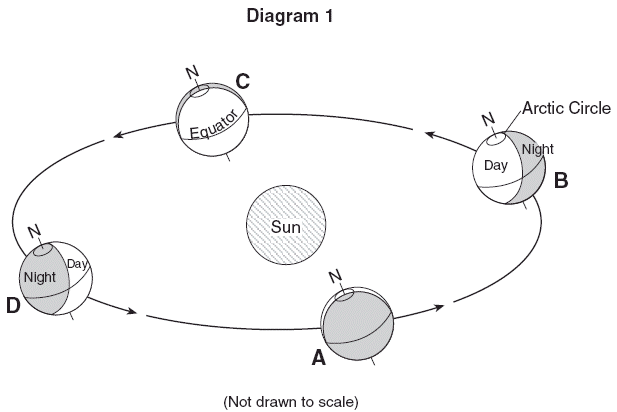 Diagram 1
N
C
Equator
N
Arctic Circle
Day
Night
B
Sun
N
Night
Day
D
N
A
(Not drawn to scale)